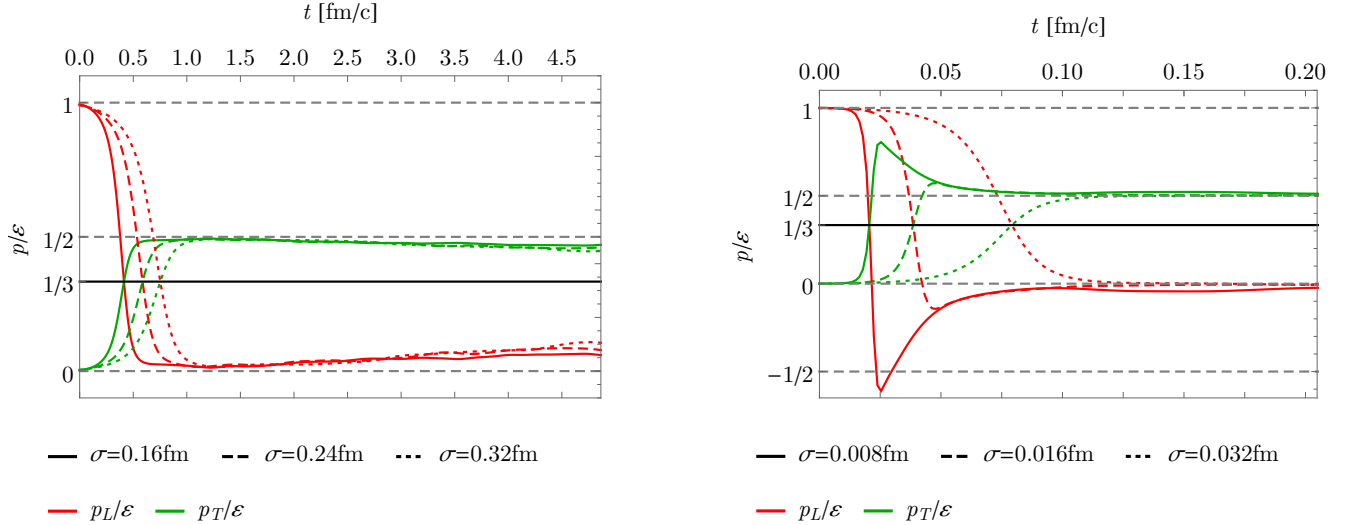 t [fm/c]
0.0 0.5 1.0 1.5 2.0 2.5 3.0 3.5 4.0 4.5
1
1/2
1/3
0
p/ε
σ=0.16fm σ=0.24fm σ=0.32fm
p_L/ε p_T/ε
t [fm/c]
0.00 0.05 0.10 0.15 0.20
1
1/2
1/3
0
−1/2
p/ε
σ=0.008fm σ=0.016fm σ=0.032fm
p_L/ε p_T/ε